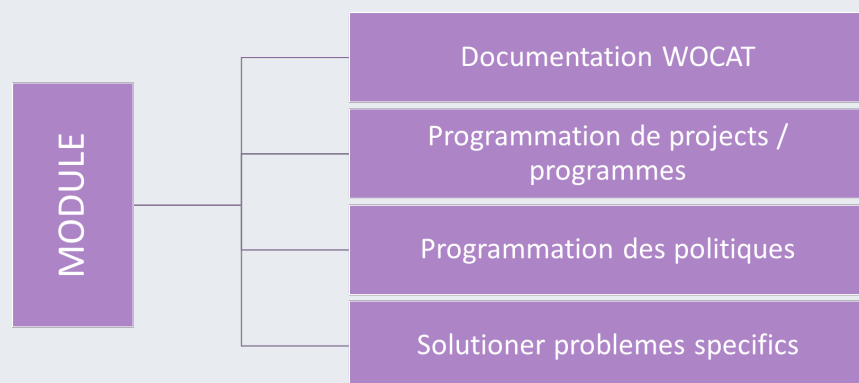 MODULE
Documentation WOCAT
Programmation de projects /
programmes
Programmation des politiques
Solutioner problemes specifics